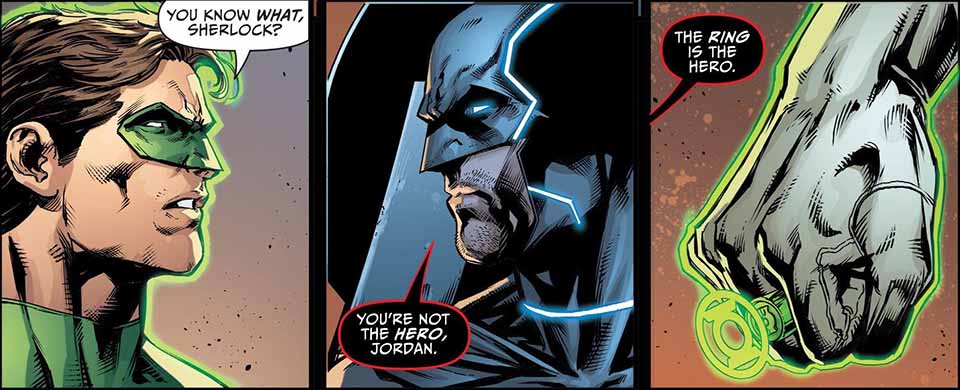 YOU KNOW WHAT,
SHERLOCK?
YOU'RE NOT
THE HERO,
JORDAN.
THE RING
IS THE
HERO.